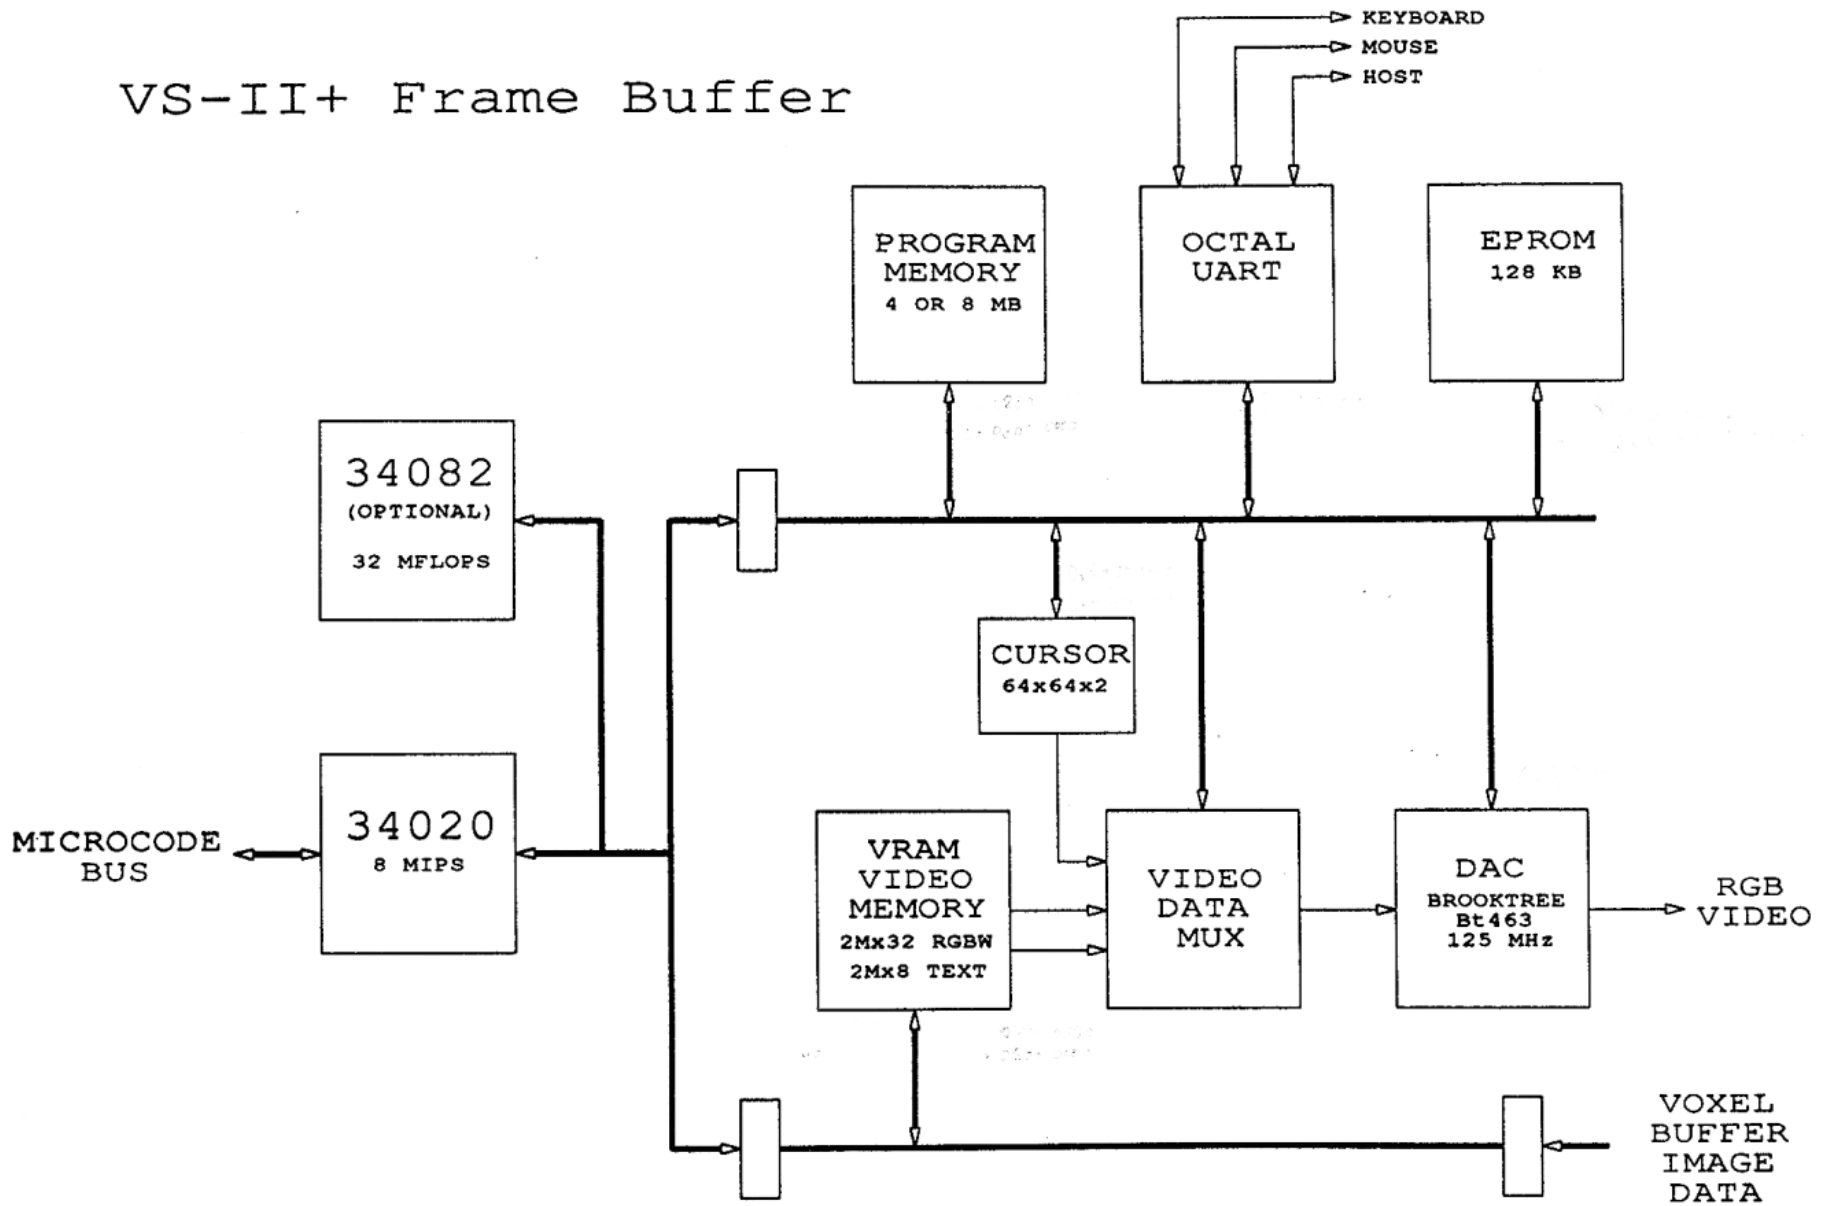 KEYBOARD
MOUSE
HOST
VS-II+ Frame Buffer
PROGRAM
MEMORY
4 OR 8 MB
OCTAL
UART
EPROM
128 KB
34082
(OPTIONAL)
32 MFLOPS
CURSOR
64x64x2
MICROCODE
BUS
34020
8 MIPS
VRAM
VIDEO
MEMORY
2Mx32 RGBW
2Mx8 TEXT
VIDEO
DATA
MUX
DAC
BROOKTREE
Bt463
125 MHz
RGB
VIDEO
VOXEL
BUFFER
IMAGE
DATA